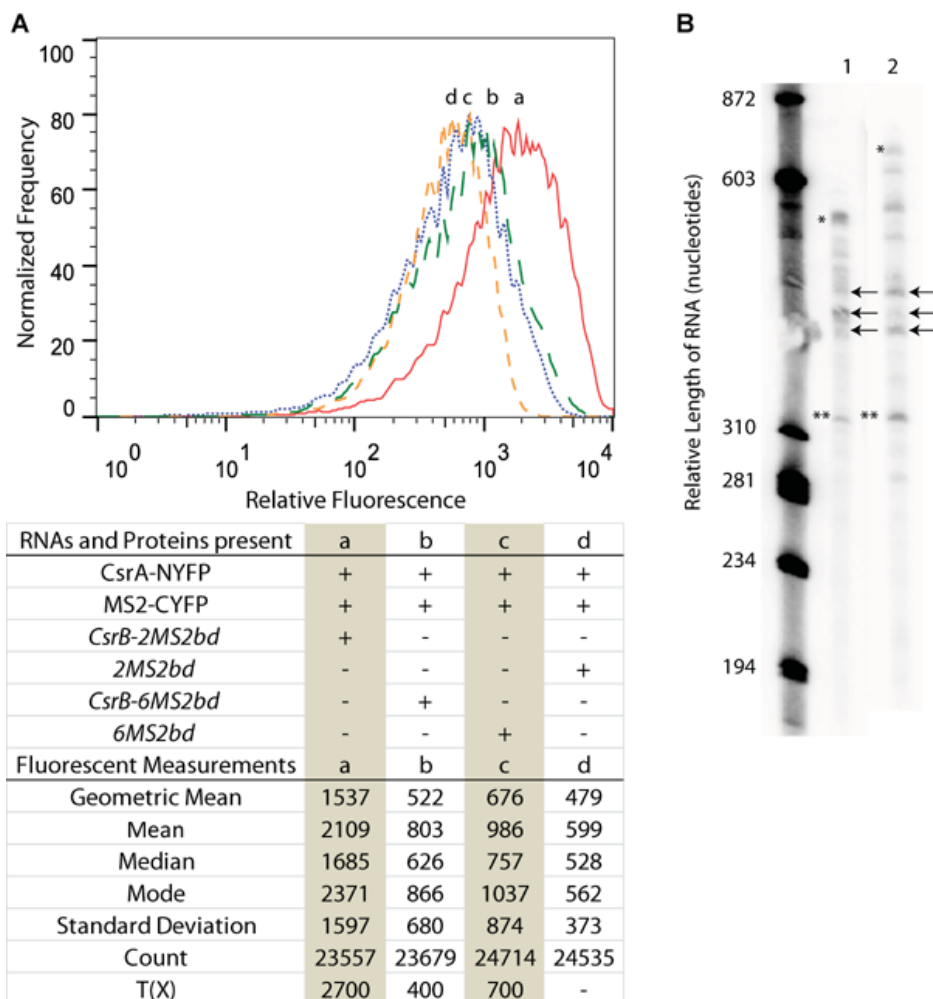 A
100
80
60
40
20
0
Normalized Frequency
d c b a
10^0 10^1 10^2 10^3 10^4
Relative Fluorescence
RNAs and Proteins present a b c d
CsrA-NYFP + + + +
MS2-CYFP + + + +
CsrB-2MS2bd + - - -
2MS2bd - - - +
CsrB-6MS2bd - + - -
6MS2bd - - + -
Fluorescent Measurements a b c d
Geometric Mean 1537 522 676 479
Mean 2109 803 986 599
Median 1685 626 757 528
Mode 2371 866 1037 562
Standard Deviation 1597 680 874 373
Count 23557 23679 24714 24535
T(X) 2700 400 700 -
B
1 2
872
603
310
281
234
194
Relative Length of RNA (nucleotides)
*
*
** **